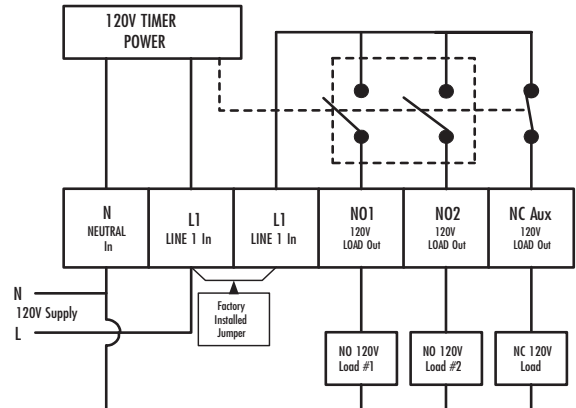 120V TIMER
POWER
N
NEUTRAL
In
L1
LINE 1 In
L1
LINE 1 In
NO1
120V
LOAD Out
NO2
120V
LOAD Out
NC Aux
120V
LOAD Out
N
120V Supply
L
Factory
Installed
Jumper
NO 120V
Load #1
NO 120V
Load #2
NC 120V
Load